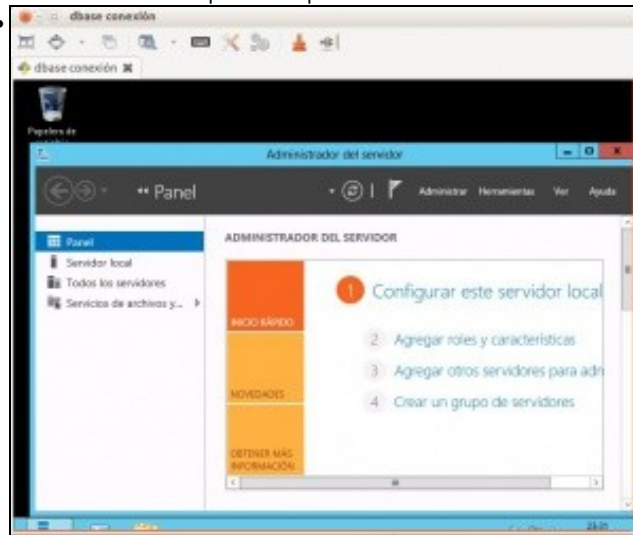 dbase conexión
dbase conexión
Papelera de
Administrador del servidor
Panel
Administrar Herramientas Ver Ayuda
Panel
Servidor local
Todos los servidores
Servicios de archivos y...
ADMINISTRADOR DEL SERVIDOR
INICIO RÁPIDO
NOVEDADES
OBTENER MÁS
INFORMACIÓN
1 Configurar este servidor local
2 Agregar roles y características
3 Agregar otros servidores para adm
4 Crear un grupo de servidores